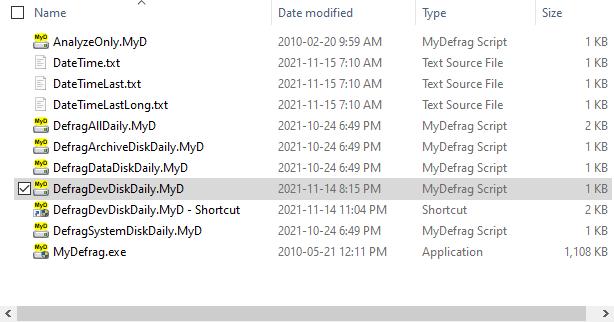 Name Date modified Type Size
AnalyzeOnly.MyD 2010-02-20 9:59 AM MyDefrag Script 1 KB
DateTime.txt 2021-11-15 7:10 AM Text Source File 1 KB
DateTimeLast.txt 2021-11-15 7:10 AM Text Source File 1 KB
DateTimeLastLong.txt 2021-11-15 7:10 AM Text Source File 1 KB
DefragAllDaily.MyD 2021-10-24 6:49 PM MyDefrag Script 2 KB
DefragArchiveDiskDaily.MyD 2021-10-24 6:49 PM MyDefrag Script 1 KB
DefragDataDiskDaily.MyD 2021-10-24 6:49 PM MyDefrag Script 1 KB
DefragDevDiskDaily.MyD 2021-11-14 8:15 PM MyDefrag Script 1 KB
DefragDevDiskDaily.MyD - Shortcut 2021-11-14 11:04 PM Shortcut 2 KB
DefragSystemDiskDaily.MyD 2021-10-24 6:49 PM MyDefrag Script 1 KB
MyDefrag.exe 2010-05-21 12:11 PM Application 1,108 KB